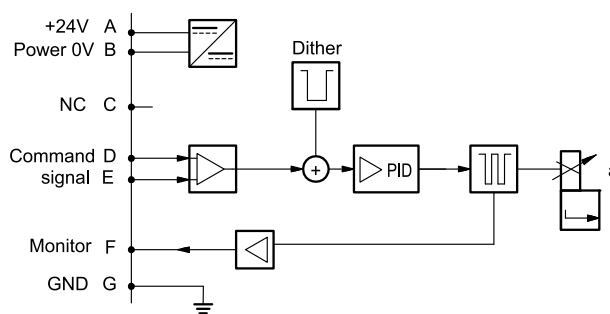 +24V A
Power 0V B
Dither
NC C
Command D
signal E
+
PID
a
Monitor F
GND G